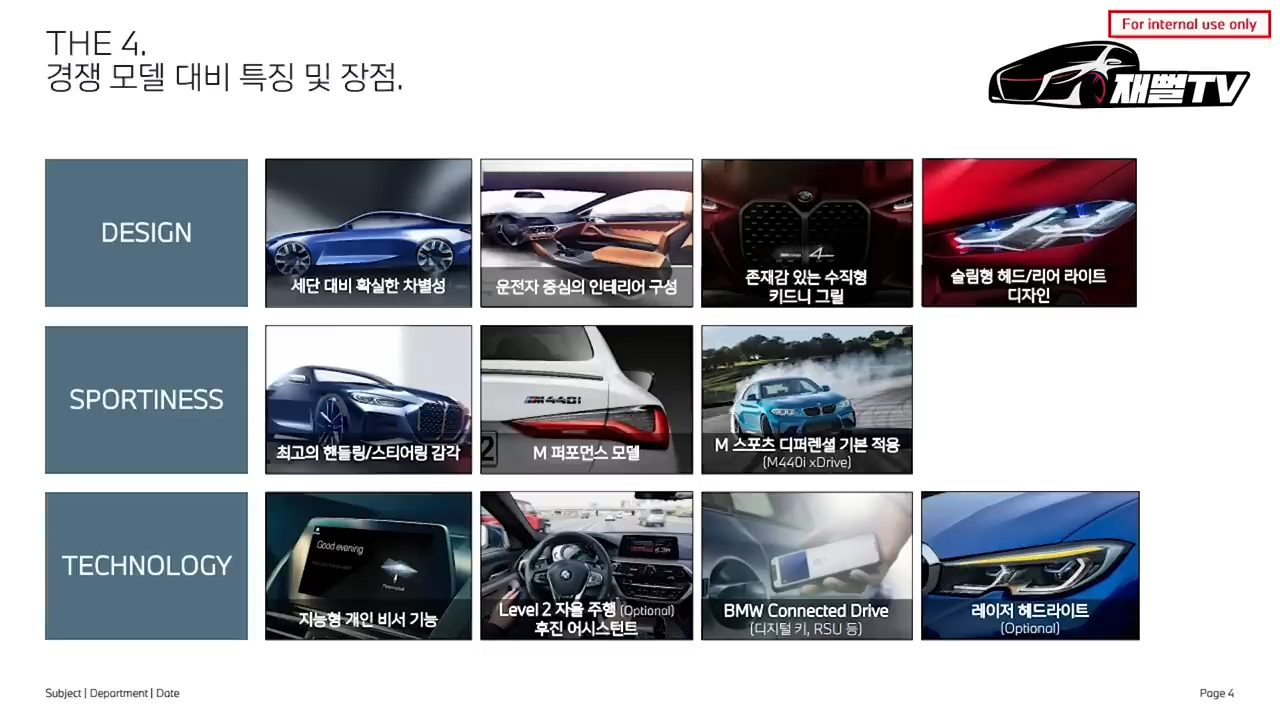 For internal use only
THE 4.
경쟁 모델 대비 특징 및 장점.
재뻘TV
DESIGN
세단 대비 확실한 차별성
운전자 중심의 인테리어 구성
4
존재감 있는 수직형
키드니 그릴
슬림형 헤드/리어 라이트
디자인
SPORTINESS
최고의 핸들링/스티어링 감각
M440i
2
M 퍼포먼스 모델
M 스포츠 디퍼렌셜 기본 적용
(M440i xDrive)
TECHNOLOGY
Good evening
지능형 개인 비서 기능
Level 2 자율 주행 (Optional)
후진 어시스턴트
BMW Connected Drive
(디지털 키, RSU 등)
레이저 헤드라이트
(Optional)
Subject | Department | Date
Page 4